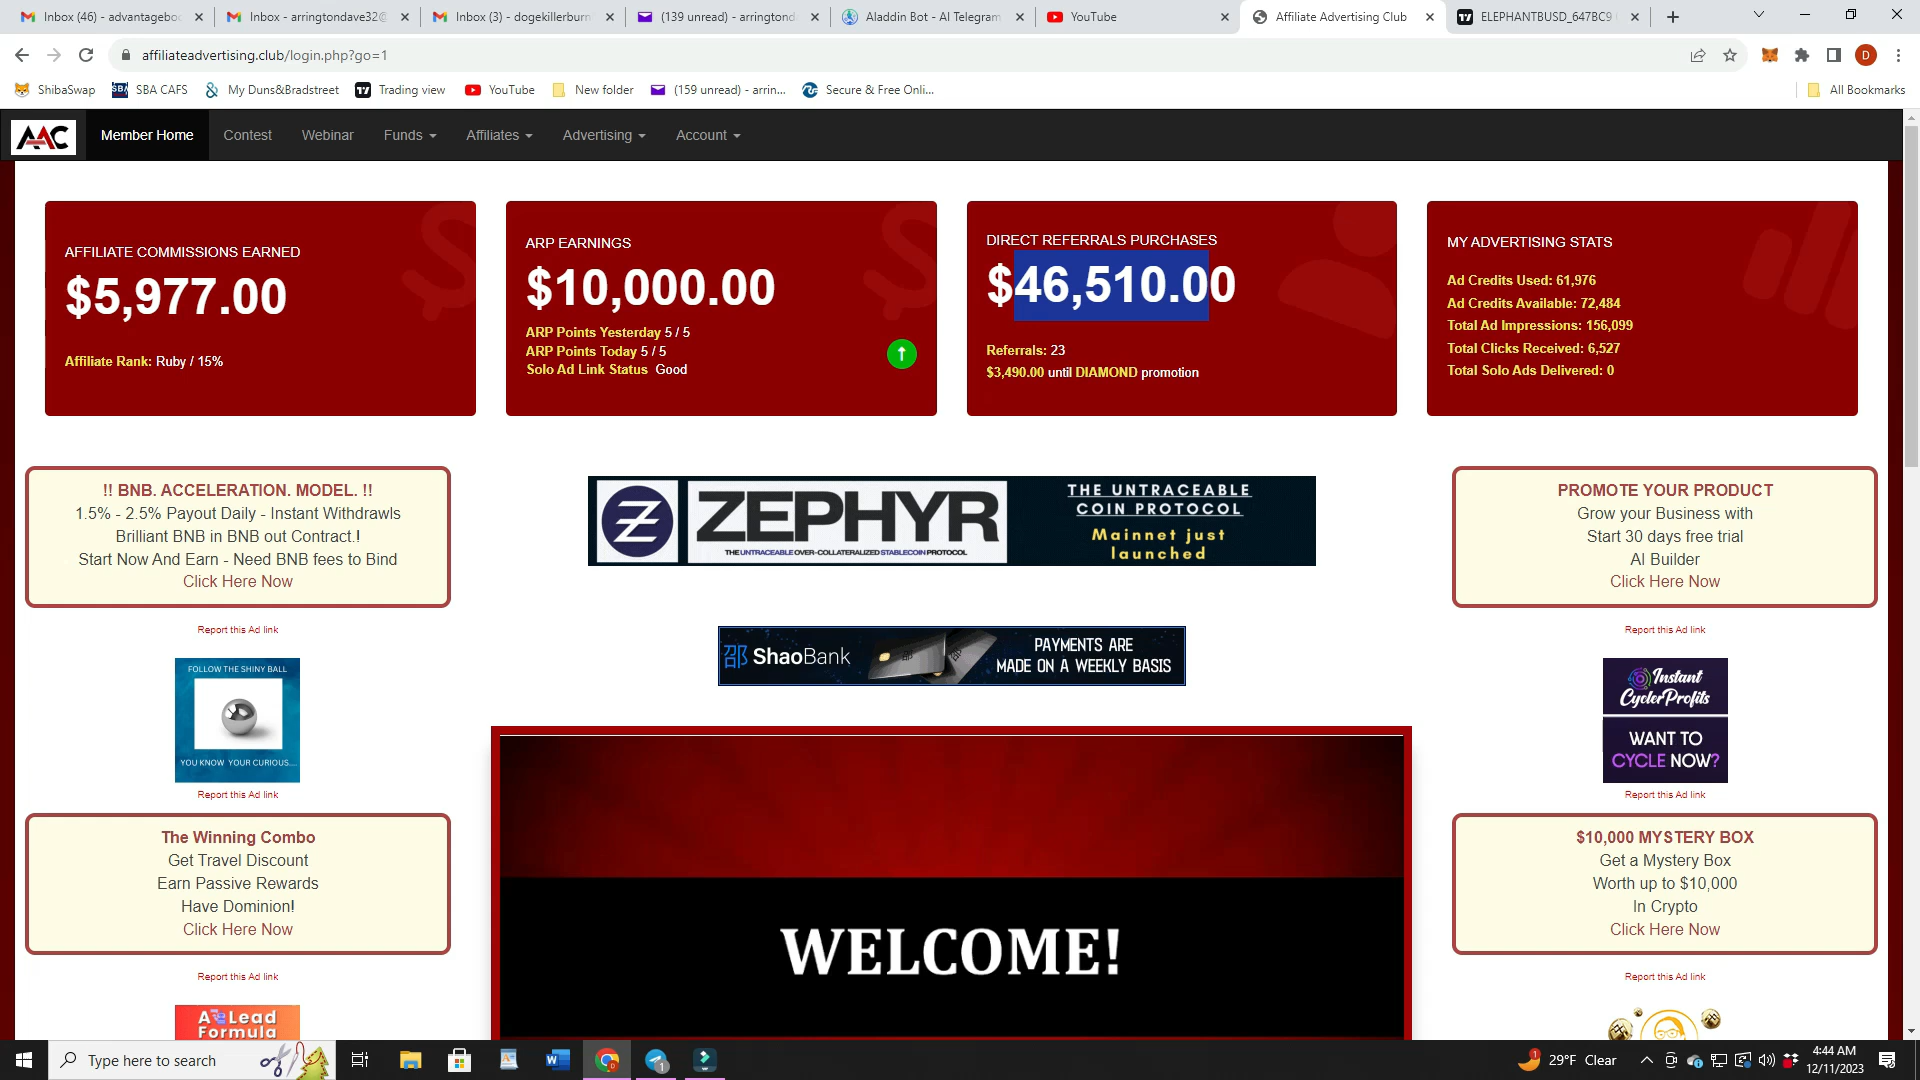 Inbox (46) - advantageboo
Inbox - arringtondave32@
Inbox (3) - dogekillerburn
(139 unread) - arringtond
Aladdin Bot - AI Telegram
YouTube
Affiliate Advertising Club
ELEPHANTBUSD_647BC9
affiliateadvertising.club/login.php?go=1
D
ShibaSwap
SBA CAFS
My Duns&Bradstreet
Trading view
YouTube
New folder
(159 unread) - arrin...
Secure & Free Onli...
All Bookmarks
AAC
Member Home
Contest
Webinar
Funds
Affiliates
Advertising
Account
AFFILIATE COMMISSIONS EARNED
$5,977.00
Affiliate Rank: Ruby / 15%
ARP EARNINGS
$10,000.00
ARP Points Yesterday 5 / 5
ARP Points Today 5 / 5
Solo Ad Link Status Good
DIRECT REFERRALS PURCHASES
$46,510.00
Referrals: 23
$3,490.00 until DIAMOND promotion
MY ADVERTISING STATS
Ad Credits Used: 61,976
Ad Credits Available: 72,484
Total Ad Impressions: 156,099
Total Clicks Received: 6,527
Total Solo Ads Delivered: 0
!! BNB. ACCELERATION. MODEL. !!
1.5% - 2.5% Payout Daily - Instant Withdrawls
Brilliant BNB in BNB out Contract.!
Start Now And Earn - Need BNB fees to Bind
Click Here Now
Report this Ad link
FOLLOW THE SHINY BALL
YOU KNOW YOUR CURIOUS....
Report this Ad link
The Winning Combo
Get Travel Discount
Earn Passive Rewards
Have Dominion!
Click Here Now
Report this Ad link
Lead
Formula
ZEPHYR
THE UNTRACEABLE OVER-COLLATERALIZED STABLECOIN PROTOCOL
THE UNTRACEABLE
COIN PROTOCOL
Mainnet just
launched
ShaoBank
PAYMENTS ARE
MADE ON A WEEKLY BASIS
WELCOME!
PROMOTE YOUR PRODUCT
Grow your Business with
Start 30 days free trial
AI Builder
Click Here Now
Report this Ad link
Instant
CyclerProfits
WANT TO
CYCLE NOW?
Report this Ad link
$10,000 MYSTERY BOX
Get a Mystery Box
Worth up to $10,000
In Crypto
Click Here Now
Report this Ad link
Type here to search
29°F Clear
4:44 AM
12/11/2023